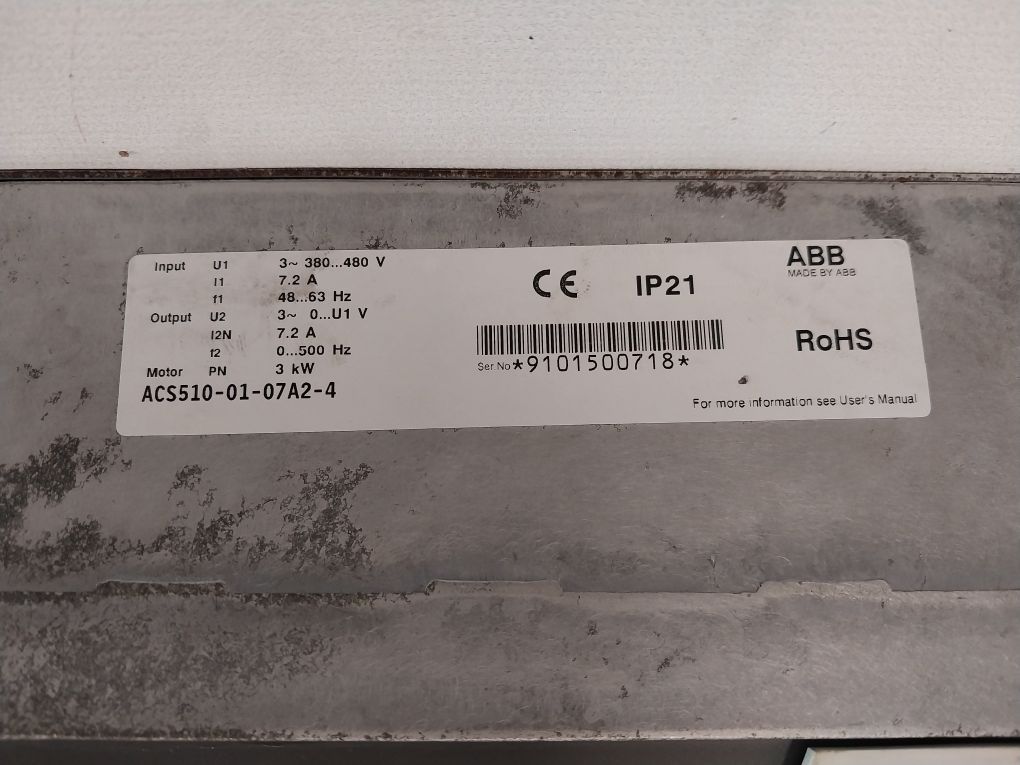 Input U1 3~ 380...480 V
I1 7.2 A
f1 48...63 Hz
Output U2 3~ 0...U1 V
I2N 7.2 A
f2 0...500 Hz
Motor PN 3 kW
ACS510-01-07A2-4
CE IP21
Ser.No *9101500718*
ABB
MADE BY ABB
RoHS
For more information see User's Manual